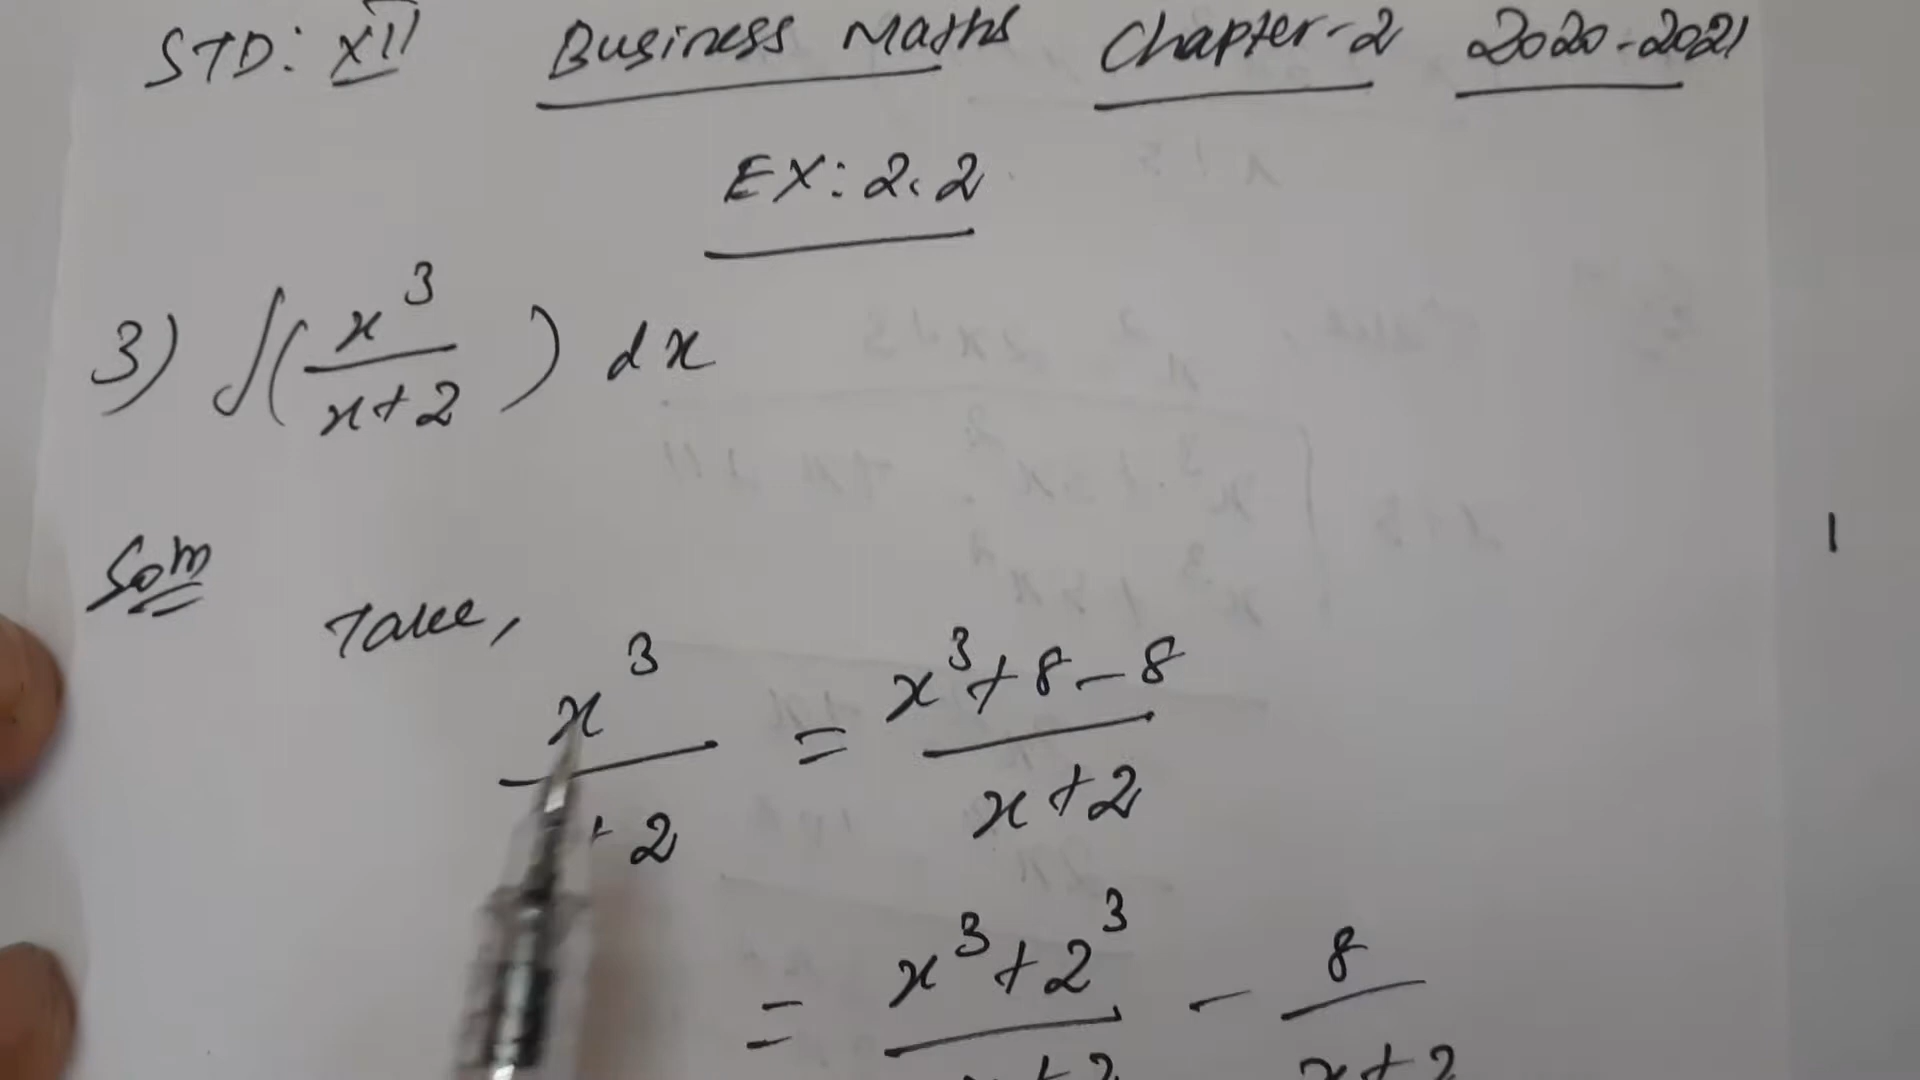 STD: XII Business Maths Chapter-2 2020-2021
EX: 2.2
3) ∫(x³/x+2) dx
Soln
Take,
x³/+2 = x³+8-8/x+2
= x³+2³/x+2 - 8/x+2